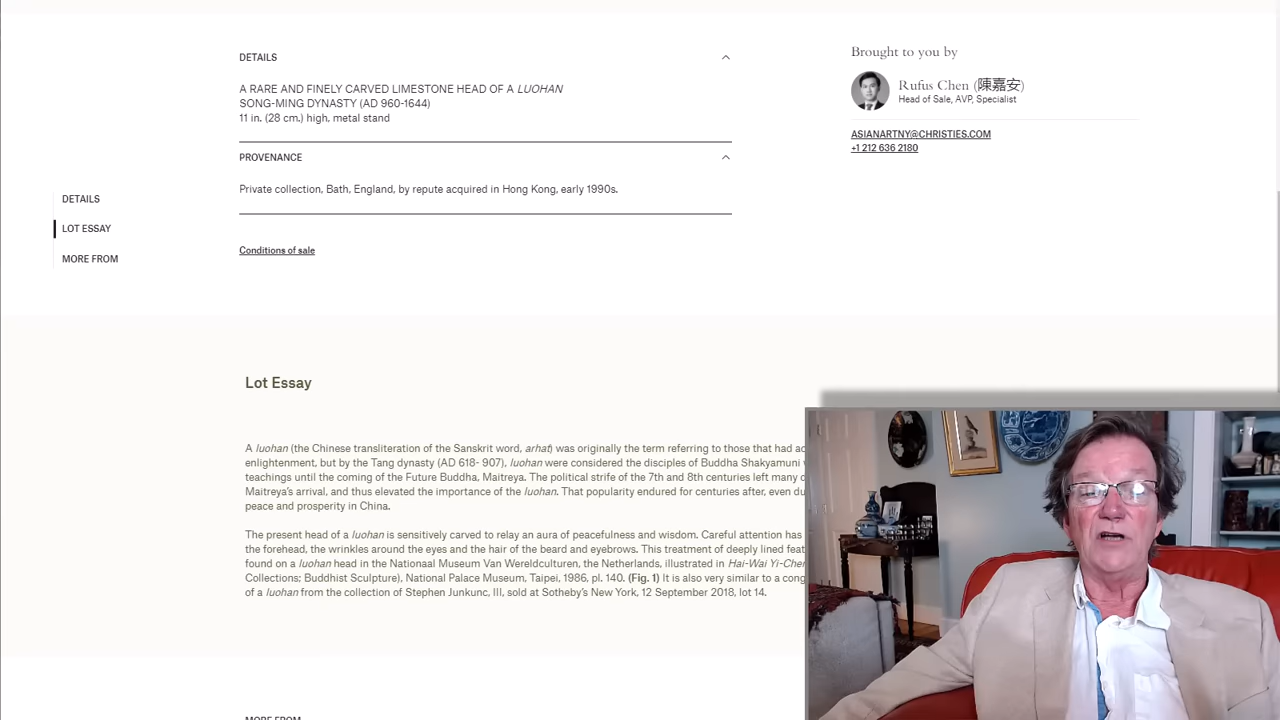 DETAILS
A RARE AND FINELY CARVED LIMESTONE HEAD OF A LUOHAN
SONG-MING DYNASTY (AD 960-1644)
11 in. (28 cm.) high, metal stand
PROVENANCE
Private collection, Bath, England, by repute acquired in Hong Kong, early 1990s.
Conditions of sale
Brought to you by
Rufus Chen (陳嘉安)
Head of Sale, AVP, Specialist
ASIANARTNY@CHRISTIES.COM
+1 212 636 2180
DETAILS
LOT ESSAY
MORE FROM
Lot Essay
A luohan (the Chinese transliteration of the Sanskrit word, arhat) was originally the term referring to those that had
enlightenment, but by the Tang dynasty (AD 618- 907), luohan were considered the disciples of Buddha Shakyamuni
teachings until the coming of the Future Buddha, Maitreya. The political strife of the 7th and 8th centuries left many
Maitreya's arrival, and thus elevated the importance of the luohan. That popularity endured for centuries after, even
peace and prosperity in China.
The present head of a luohan is sensitively carved to relay an aura of peacefulness and wisdom. Careful attention has
the forehead, the wrinkles around the eyes and the hair of the beard and eyebrows. This treatment of deeply lined
found on a luohan head in the Nationaal Museum Van Wereldculturen, the Netherlands, illustrated in Hai-Wai
Collections: Buddhist Sculpture), National Palace Museum, Taipei, 1986, pl. 140. (Fig. 1) It is also very similar to a
of a luohan from the collection of Stephen Junkunc, III, sold at Sotheby's New York, 12 September 2018, lot 14.
MORE FROM